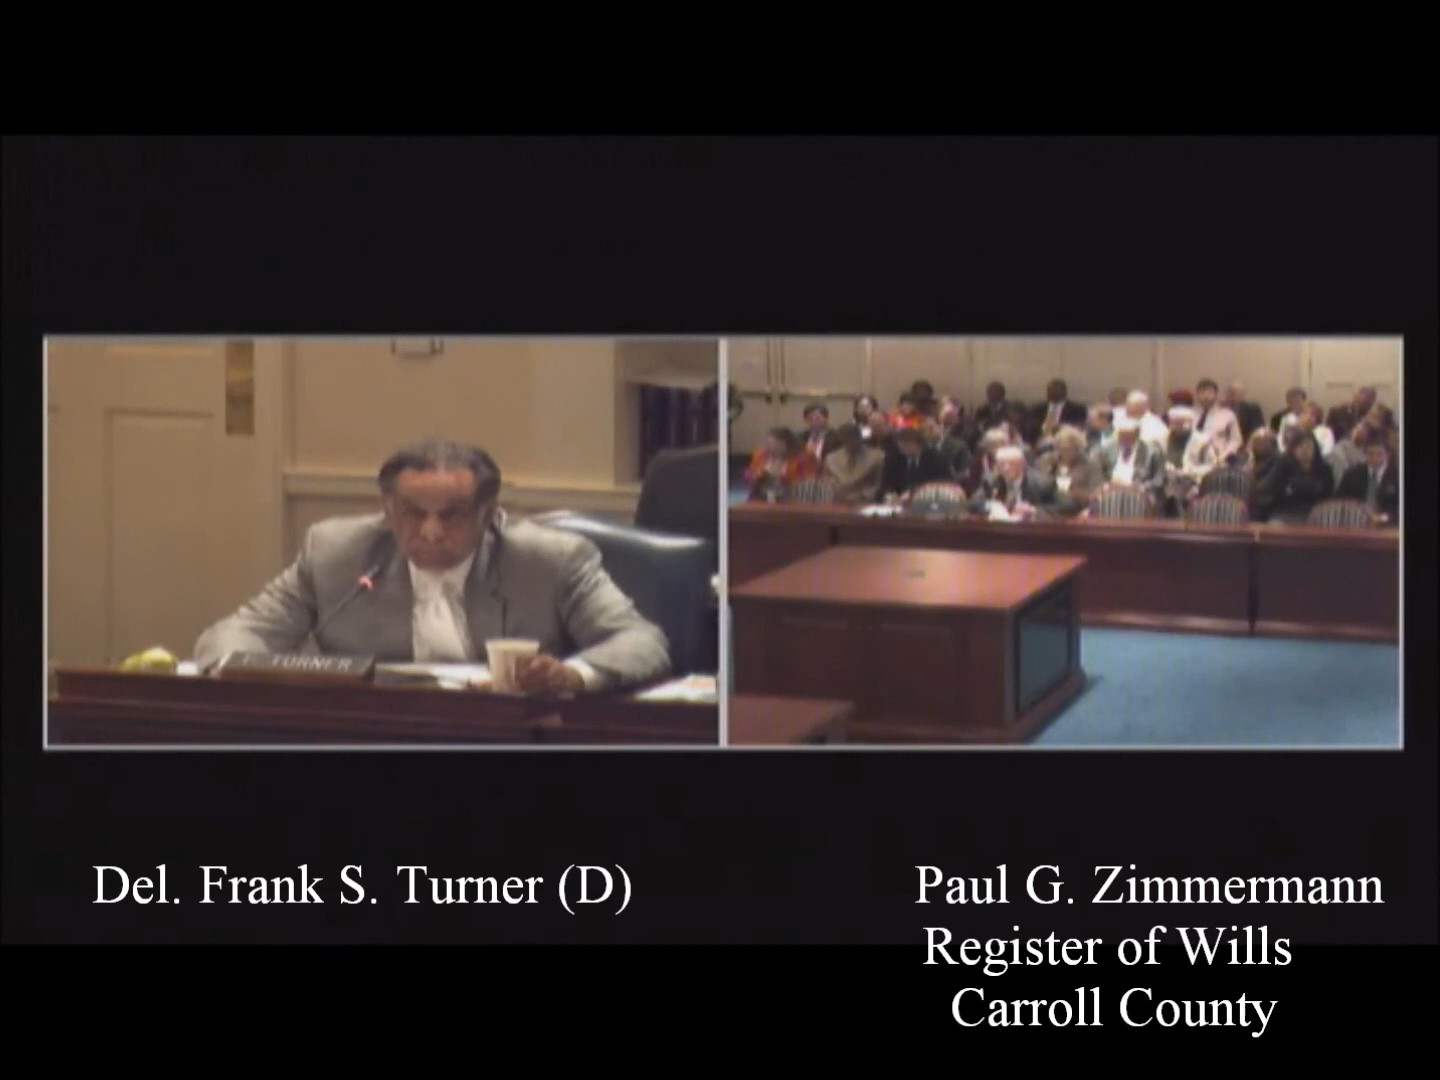 F. TURNER
Del. Frank S. Turner (D)
Paul G. Zimmermann
Register of Wills
Carroll County